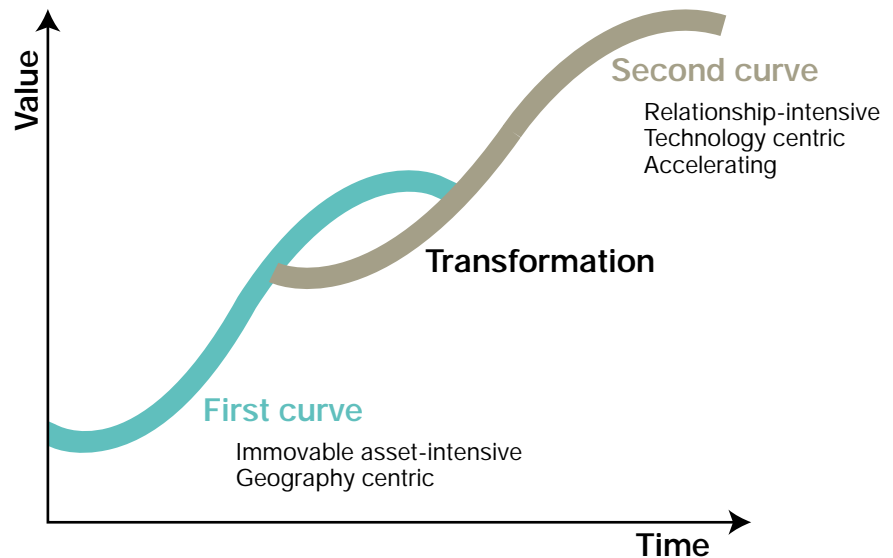 Value
Second curve
Relationship-intensive
Technology centric
Accelerating
Transformation
First curve
Immovable asset-intensive
Geography centric
Time